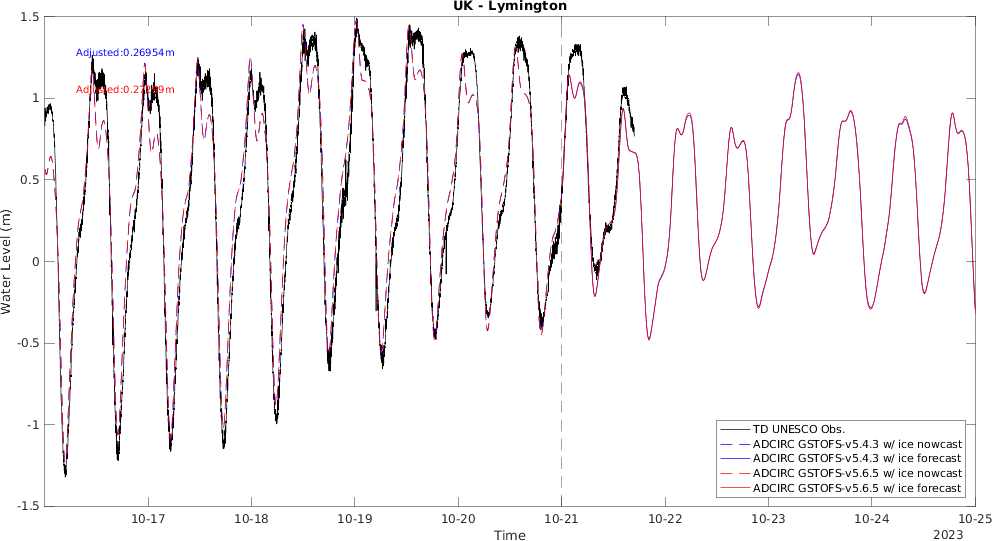 UK - Lymington
1.5
Adjusted:0.26954m
1
0.5
0
-0.5
-1
-1.5
Water Level (m)
10-17 10-18 10-19 10-20 10-21 10-22 10-23 10-24 10-25
Time
2023
TD UNESCO Obs.
ADCIRC GSTOFS-v5.4.3 w/ ice nowcast
ADCIRC GSTOFS-v5.4.3 w/ ice forecast
ADCIRC GSTOFS-v5.6.5 w/ ice nowcast
ADCIRC GSTOFS-v5.6.5 w/ ice forecast